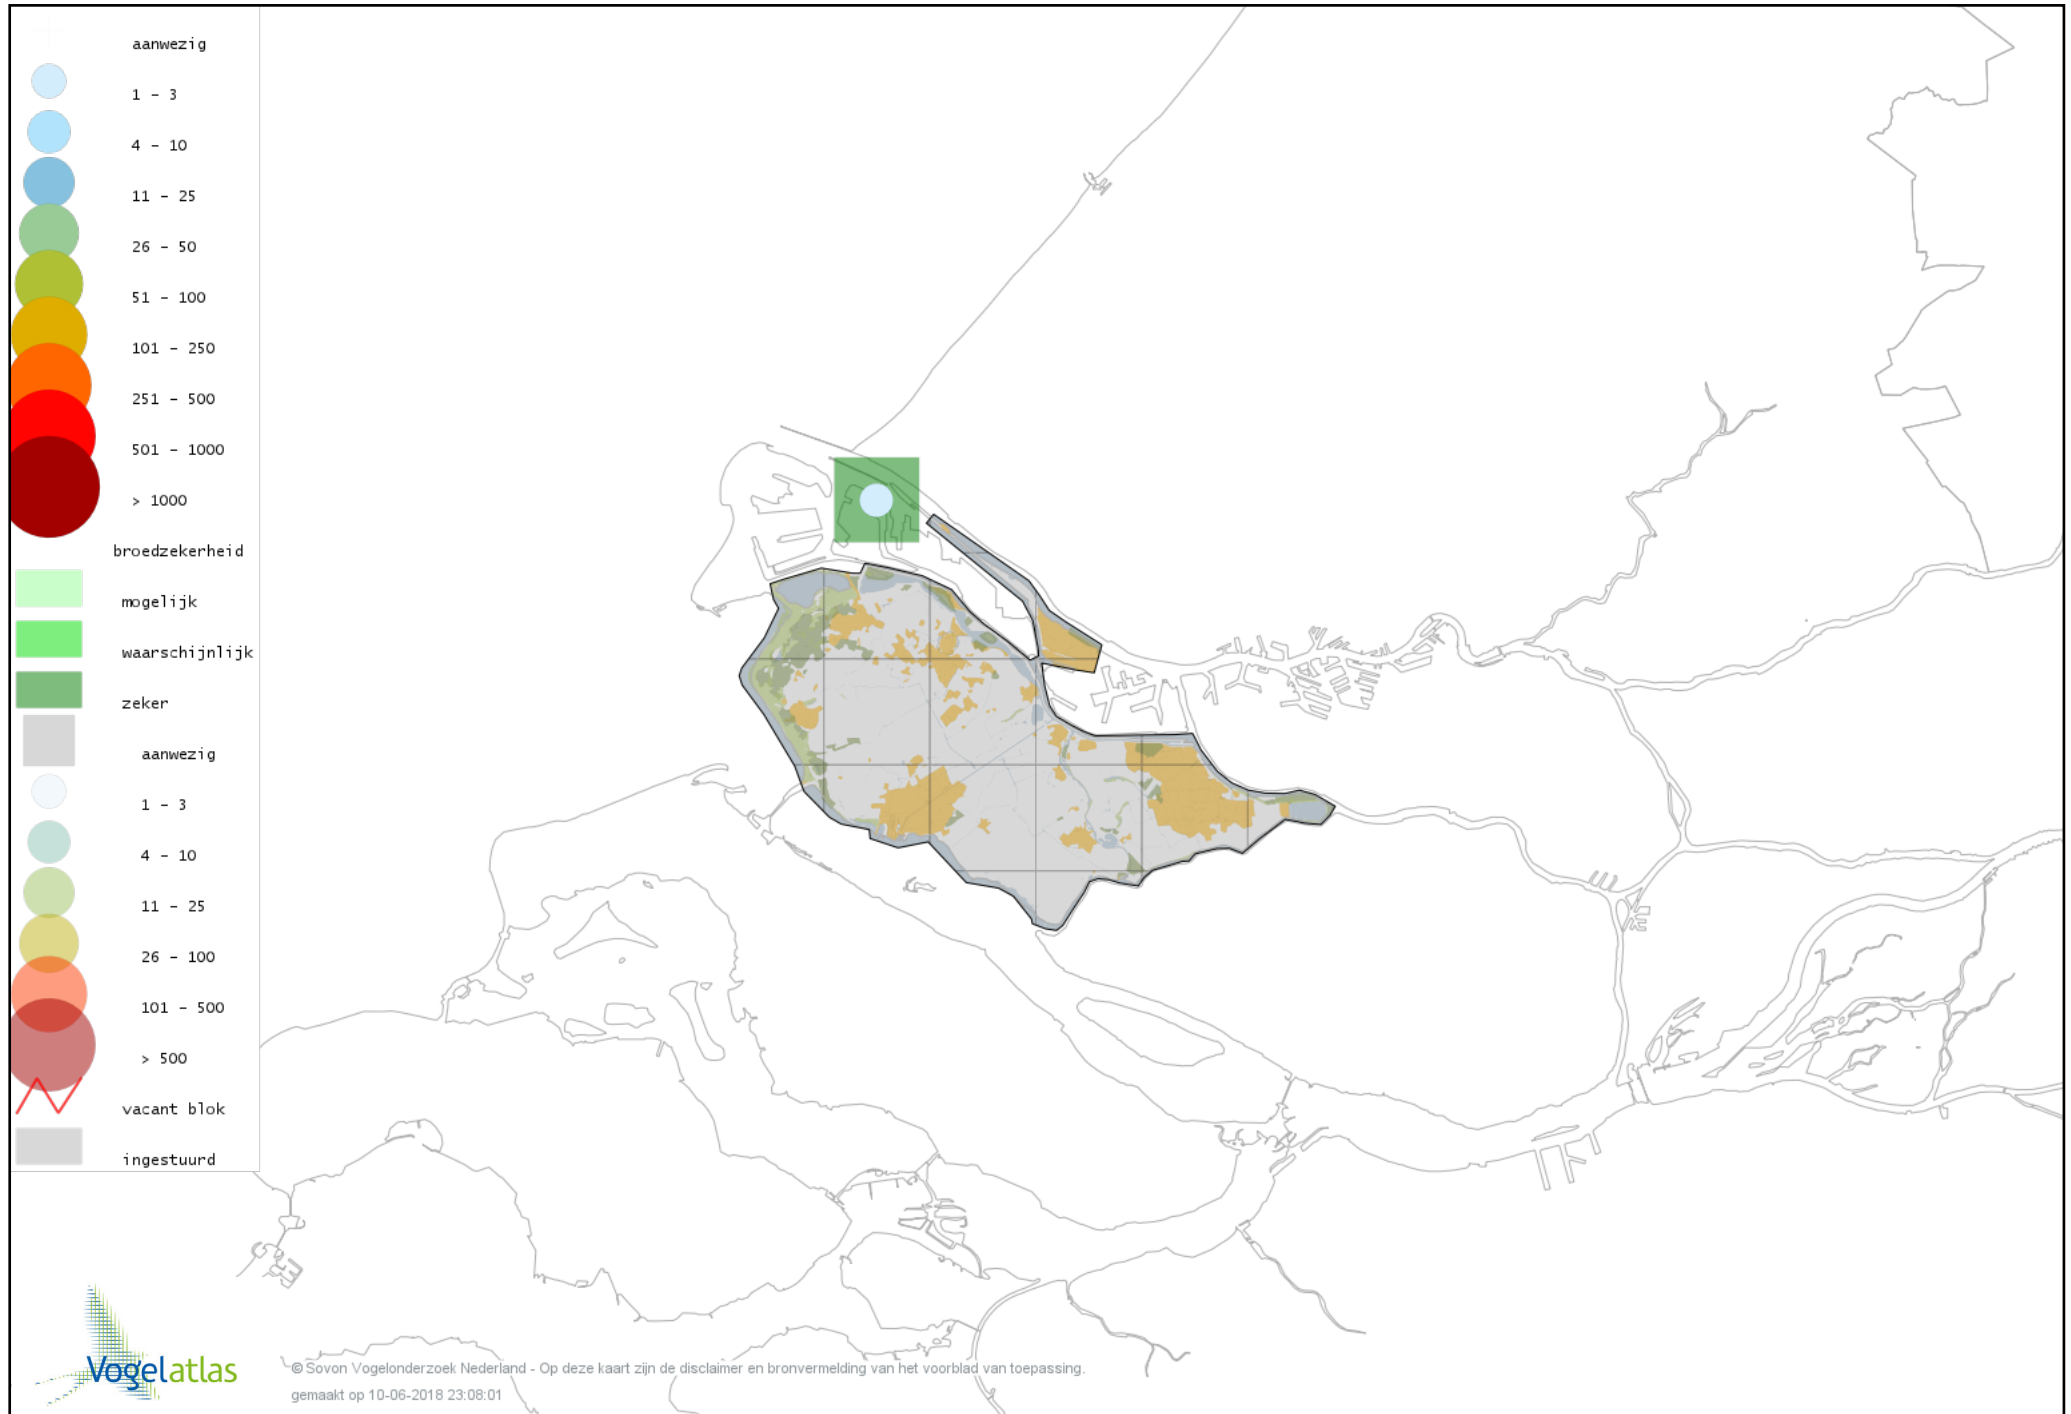 aanwezig
1 - 3
4 - 10
11 - 25
26 - 50
51 - 100
101 - 250
251 - 500
501 - 1000
> 1000
broedzekerheid
mogelijk
waarschijnlijk
zeker
aanwezig
1 - 3
4 - 10
11 - 25
26 - 100
101 - 500
> 500
vacant blok
ingestuurd
Vogelatlas
© Sovon Vogelonderzoek Nederland - Op deze kaart zijn de disclaimer en bronvermelding van het voorblad van toepassing.
gemaakt op 10-06-2018 23:08:01